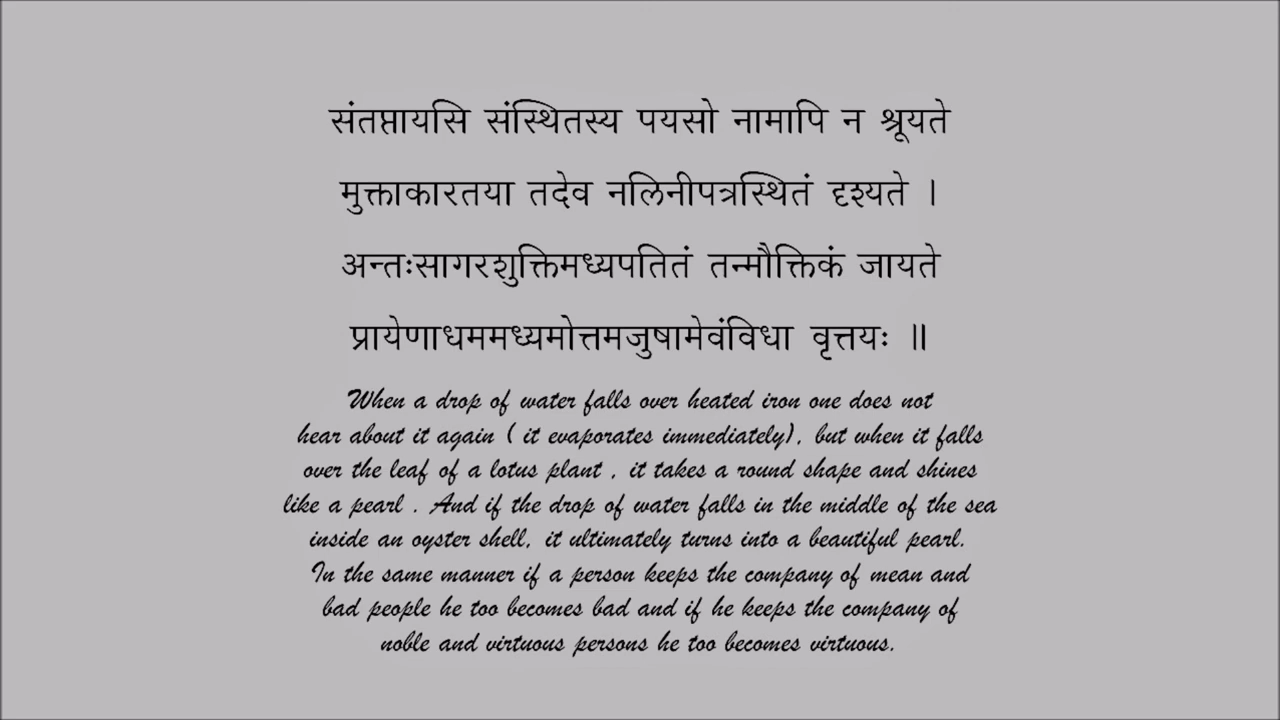 संतप्तायसि संस्थितस्य पयसो नामापि न श्रूयते
मुक्ताकारतया तदेव नलिनीपत्रस्थितं दृश्यते ।
अन्तःसागरशुक्तिमध्यपतितं तन्मौक्तिकं जायते
प्रायेणाधममध्यमोत्तमजुषामेवंविधा वृत्तयः ॥
When a drop of water falls over heated iron one does not
hear about it again ( it evaporates immediately), but when it falls
over the leaf of a lotus plant , it takes a round shape and shines
like a pearl . And if the drop of water falls in the middle of the sea
inside an oyster shell, it ultimately turns into a beautiful pearl.
In the same manner if a person keeps the company of mean and
bad people he too becomes bad and if he keeps the company of
noble and virtuous persons he too becomes virtuous.